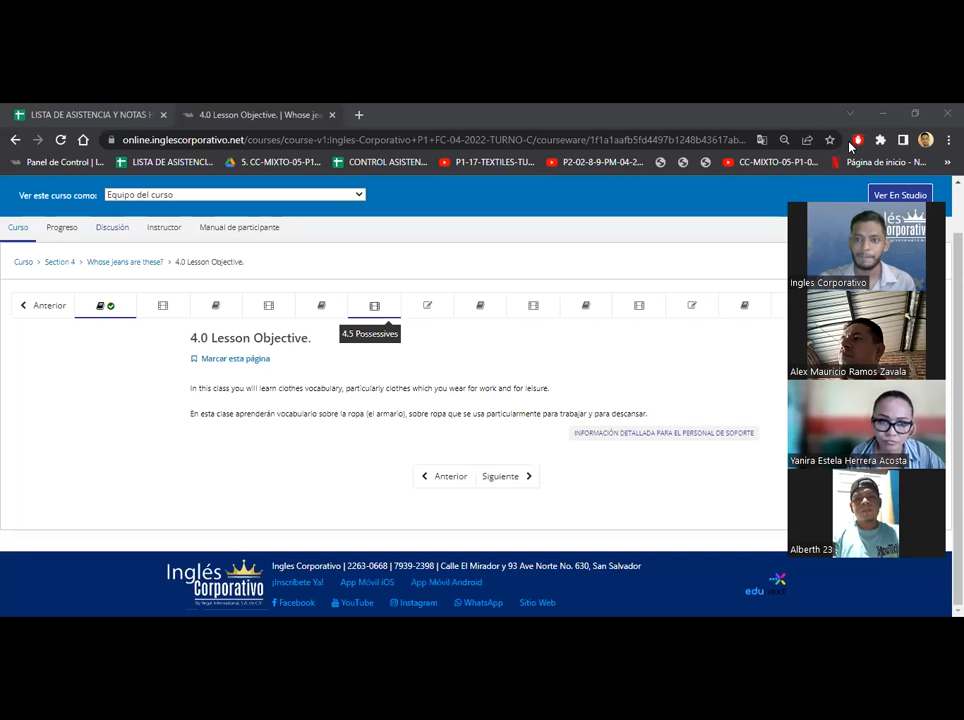 LISTA DE ASISTENCIA Y NOTAS
4.0 Lesson Objective. | Whose jea
online.inglescorporativo.net/courses/course-v1:Ingles-Corporativo+P1+FC-04-2022-TURNO-C/courseware/1f1a1aafb5fd4497b1248b43617ab...
Panel de Control | I...
LISTA DE ASISTENCI...
5. CC-MIXTO-05-P1...
CONTROL ASISTEN...
P1-17-TEXTILES-TU...
P2-02-8-9-PM-04-2...
CC-MIXTO-05-P1-0...
Página de inicio - N...
Ver este curso como:
Equipo del curso
Ver En Studio
Curso
Progreso
Discusión
Instructor
Manual de participante
Curso > Section 4 > Whose jeans are these? > 4.0 Lesson Objective.
Anterior
4.5 Possessives
4.0 Lesson Objective.
Marcar esta página
In this class you will learn clothes vocabulary, particularly clothes which you wear for work and for leisure.
En esta clase aprenderán vocabulario sobre la ropa (el armario), sobre ropa que se usa particularmente para trabajar y para descansar.
INFORMACIÓN DETALLADA PARA EL PERSONAL DE SOPORTE
Anterior
Siguiente
Ingles Corporativo
Alex Mauricio Ramos Zavala
Yanira Estela Herrera Acosta
Alberth 23
Inglés
Corporativo
Ingles Corporativo | 2263-0668 | 7939-2398 | Calle El Mirador y 93 Ave Norte No. 630, San Salvador
¡Inscríbete Ya!
App Móvil iOS
App Móvil Android
Facebook
YouTube
Instagram
WhatsApp
Sitio Web